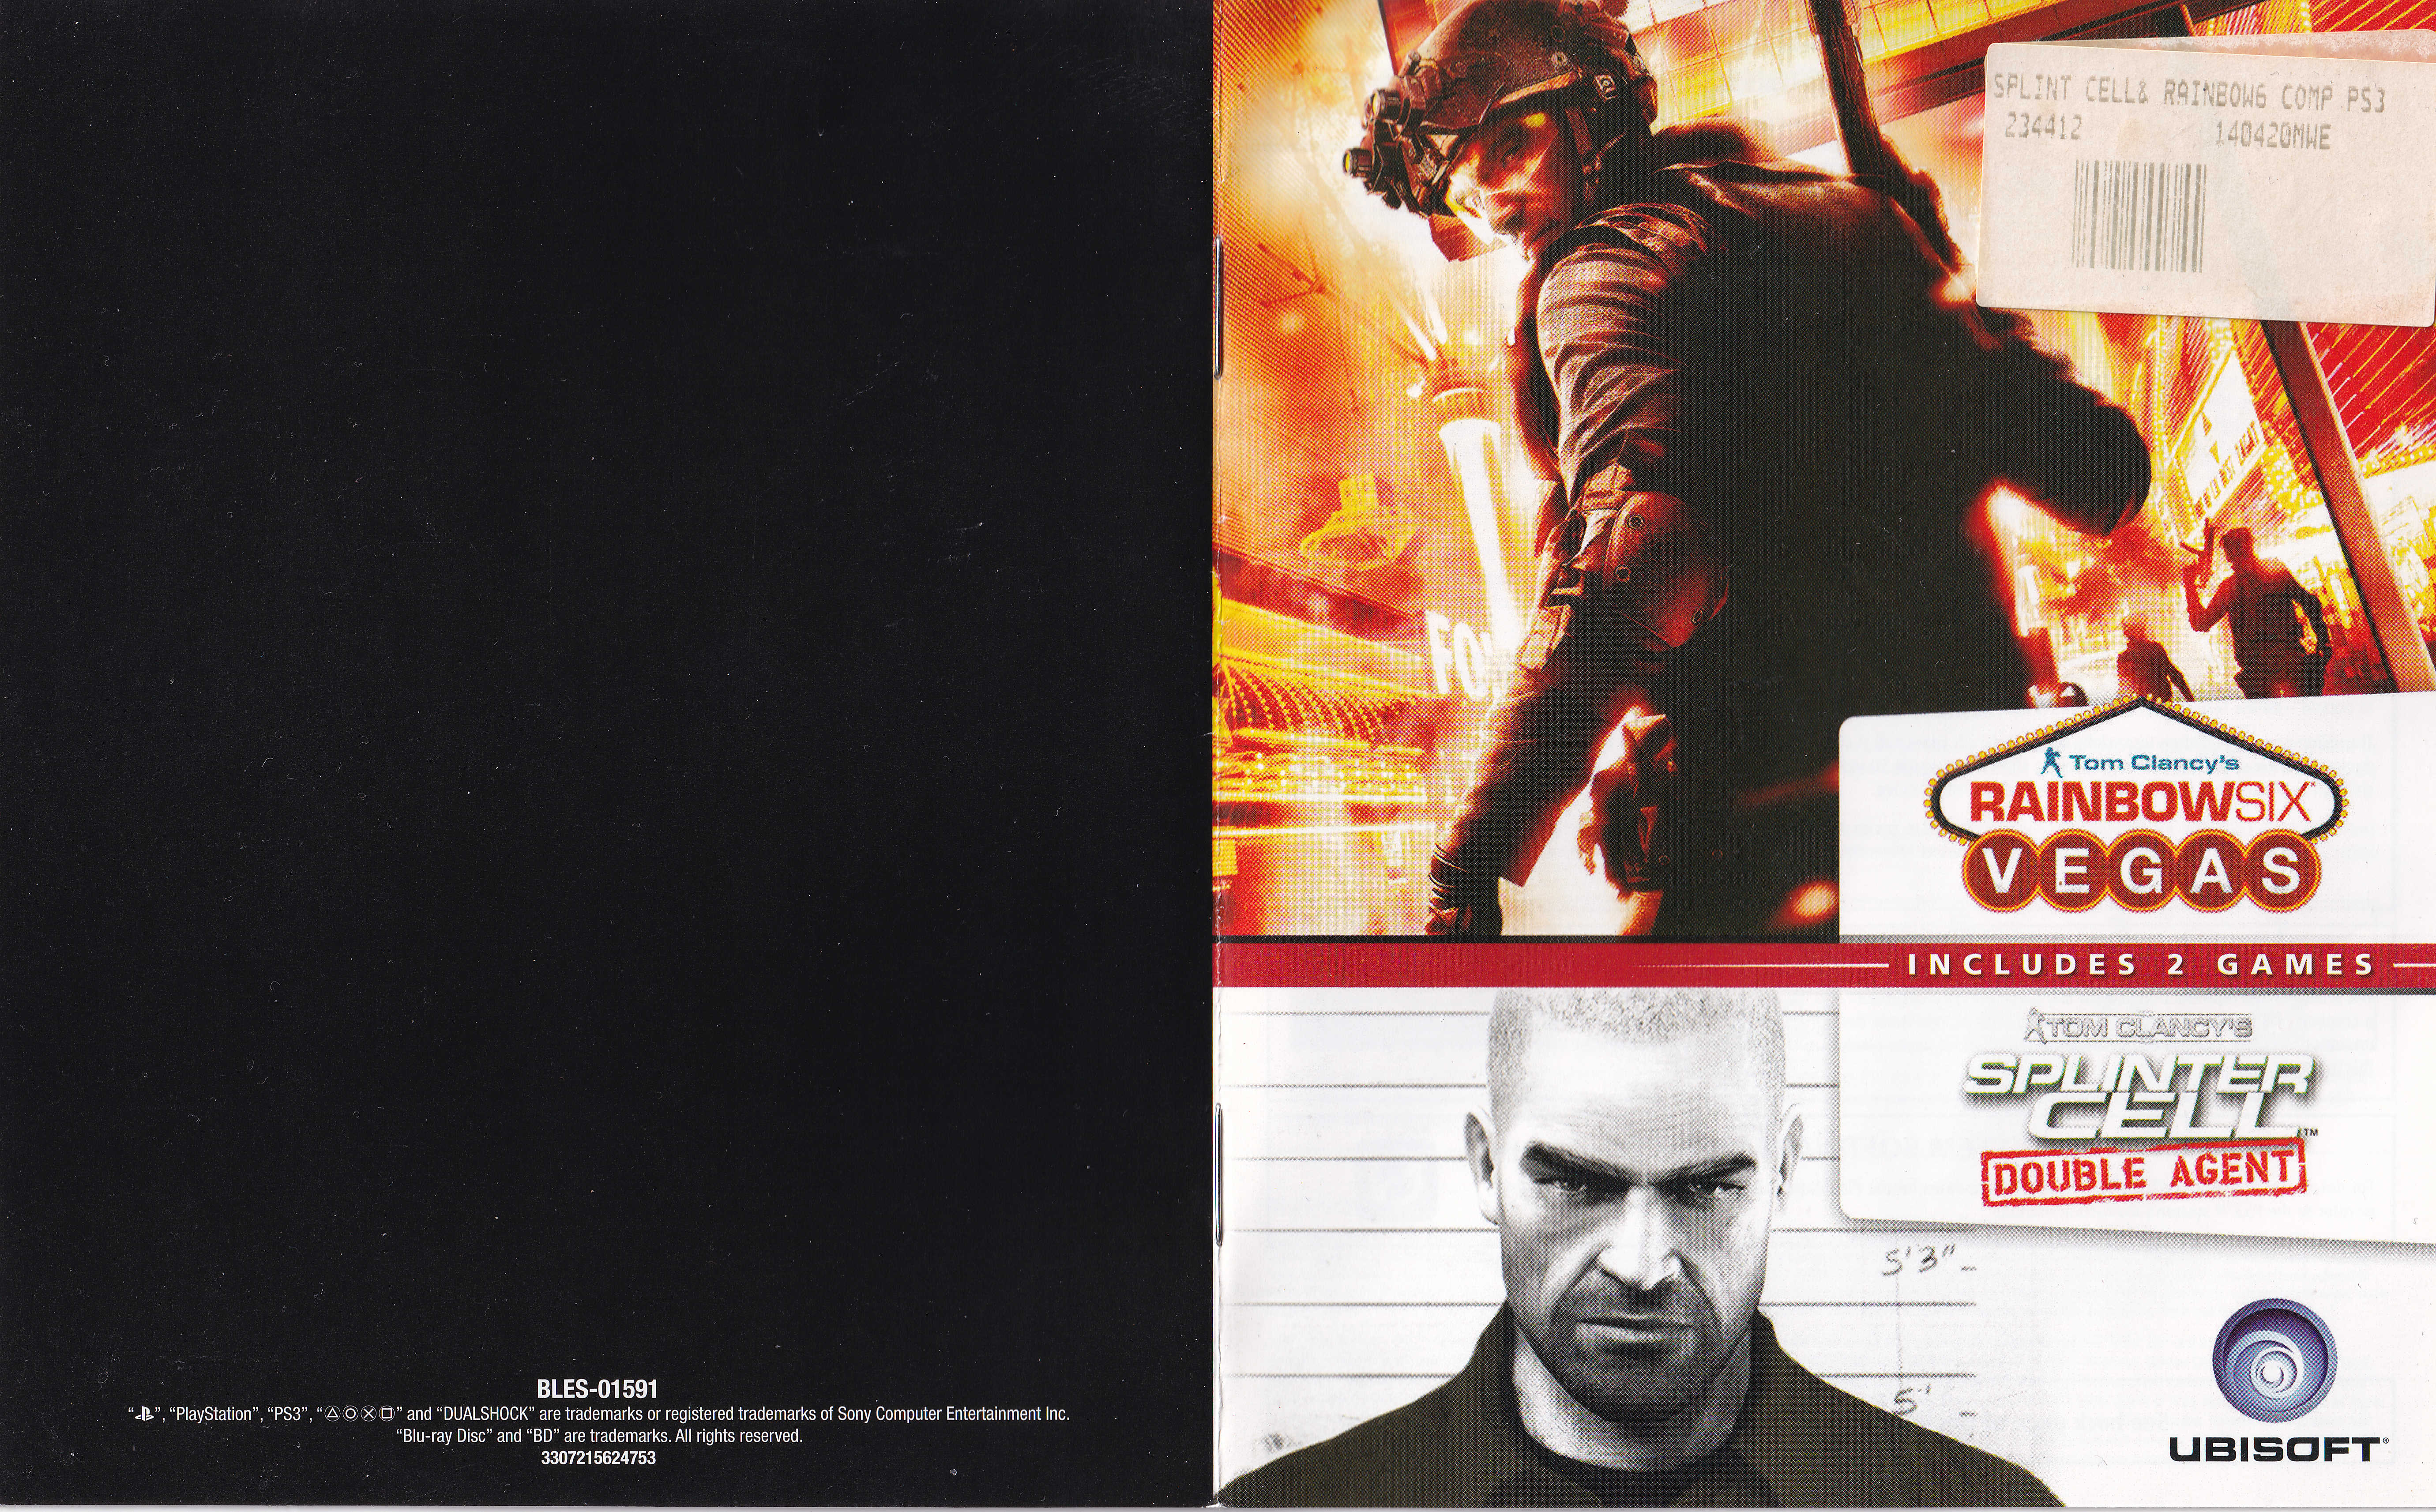 BLES-01591
“ ”, “PlayStation”, “PS3”, “△○✕□” and “DUALSHOCK” are trademarks or registered trademarks of Sony Computer Entertainment Inc.
“Blu-ray Disc” and “BD” are trademarks. All rights reserved.
3307215624753
SPLINT CELL& RAINBOW6 COMP PS3
234412 140420MWE
FO
Tom Clancy's
RAINBOWSIX®
VEGAS
INCLUDES 2 GAMES
TOM CLANCY'S
SPLINTER
CELL™
DOUBLE AGENT
5'3"
5'
UBISOFT®